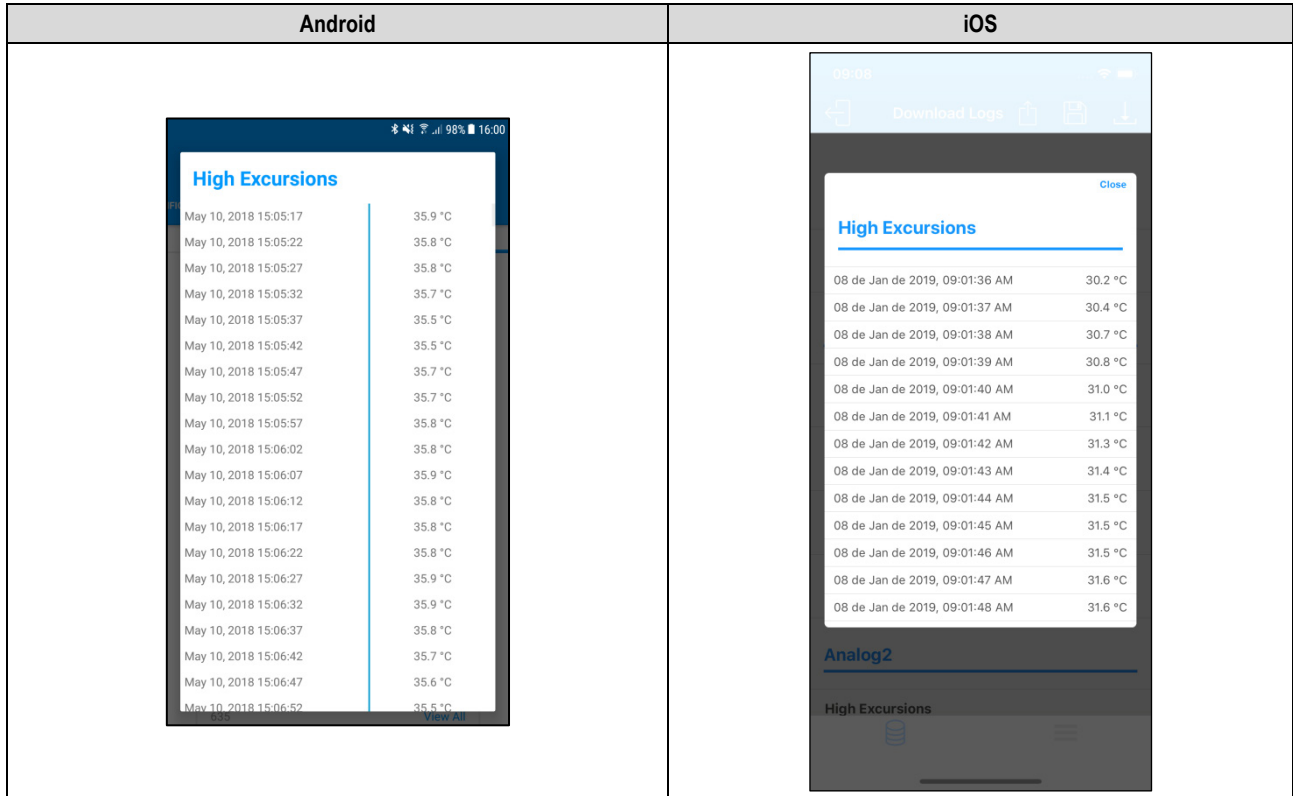 Android
iOS
98% 16:00
High Excursions
May 10, 2018 15:05:17 35.9 °C
May 10, 2018 15:05:22 35.8 °C
May 10, 2018 15:05:27 35.8 °C
May 10, 2018 15:05:32 35.7 °C
May 10, 2018 15:05:37 35.5 °C
May 10, 2018 15:05:42 35.5 °C
May 10, 2018 15:05:47 35.7 °C
May 10, 2018 15:05:52 35.7 °C
May 10, 2018 15:05:57 35.8 °C
May 10, 2018 15:06:02 35.8 °C
May 10, 2018 15:06:07 35.9 °C
May 10, 2018 15:06:12 35.8 °C
May 10, 2018 15:06:17 35.8 °C
May 10, 2018 15:06:22 35.8 °C
May 10, 2018 15:06:27 35.9 °C
May 10, 2018 15:06:32 35.9 °C
May 10, 2018 15:06:37 35.8 °C
May 10, 2018 15:06:42 35.7 °C
May 10, 2018 15:06:47 35.6 °C
May 10, 2018 15:06:52 35.5 °C
635 View All
09:08
Download Logs
Close
High Excursions
08 de Jan de 2019, 09:01:36 AM 30.2 °C
08 de Jan de 2019, 09:01:37 AM 30.4 °C
08 de Jan de 2019, 09:01:38 AM 30.7 °C
08 de Jan de 2019, 09:01:39 AM 30.8 °C
08 de Jan de 2019, 09:01:40 AM 31.0 °C
08 de Jan de 2019, 09:01:41 AM 31.1 °C
08 de Jan de 2019, 09:01:42 AM 31.3 °C
08 de Jan de 2019, 09:01:43 AM 31.4 °C
08 de Jan de 2019, 09:01:44 AM 31.5 °C
08 de Jan de 2019, 09:01:45 AM 31.5 °C
08 de Jan de 2019, 09:01:46 AM 31.5 °C
08 de Jan de 2019, 09:01:47 AM 31.6 °C
08 de Jan de 2019, 09:01:48 AM 31.6 °C
Analog2
High Excursions